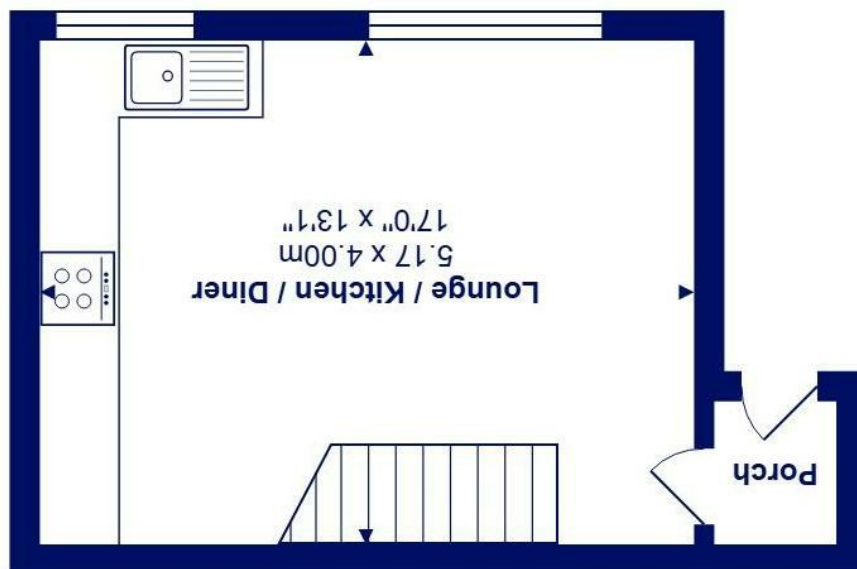 Lounge / Kitchen / Diner
5.17 x 4.00m
17'0" x 13'1"
Porch